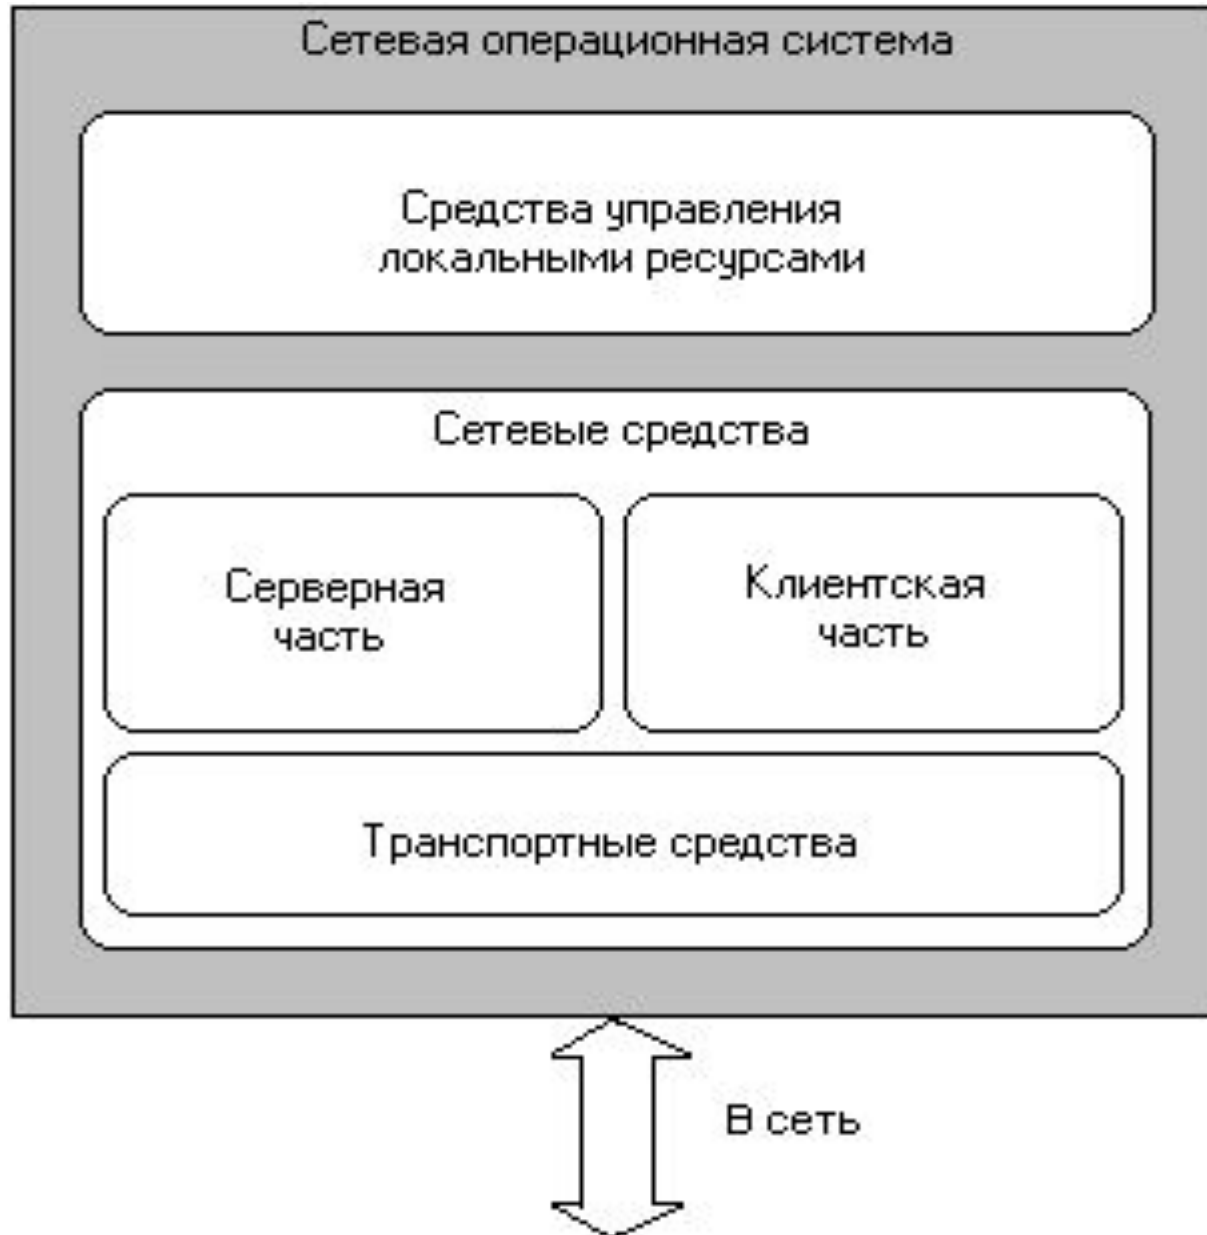 Сетевая операционная система
Средства управления
локальными ресурсами
Сетевые средства
Серверная
часть
Клиентская
часть
Транспортные средства
В сеть